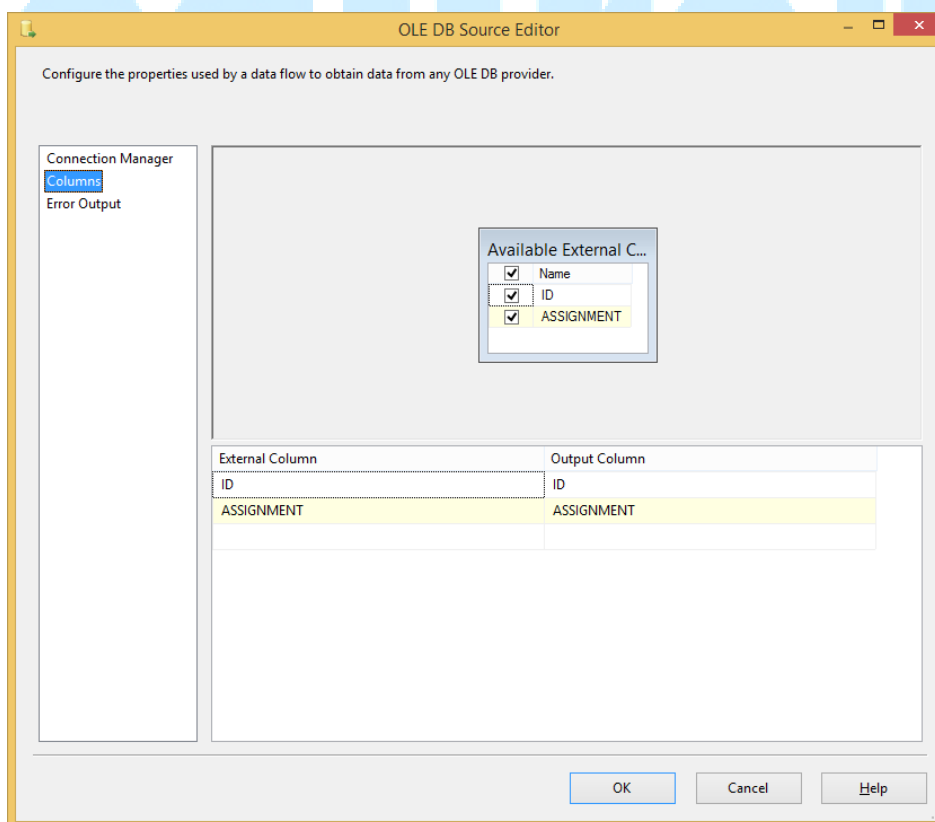 OLE DB Source Editor
Configure the properties used by a data flow to obtain data from any OLE DB provider.
Connection Manager
Columns
Error Output
Available External C...
Name
ID
ASSIGNMENT
External Column Output Column
ID ID
ASSIGNMENT ASSIGNMENT
OK Cancel Help